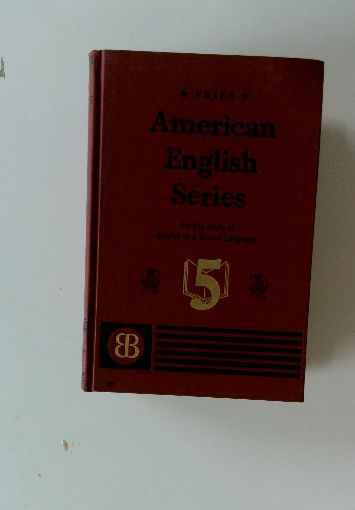 ★ FRIES ★
American
English
Series
For the Study of
English as a Second Language
5